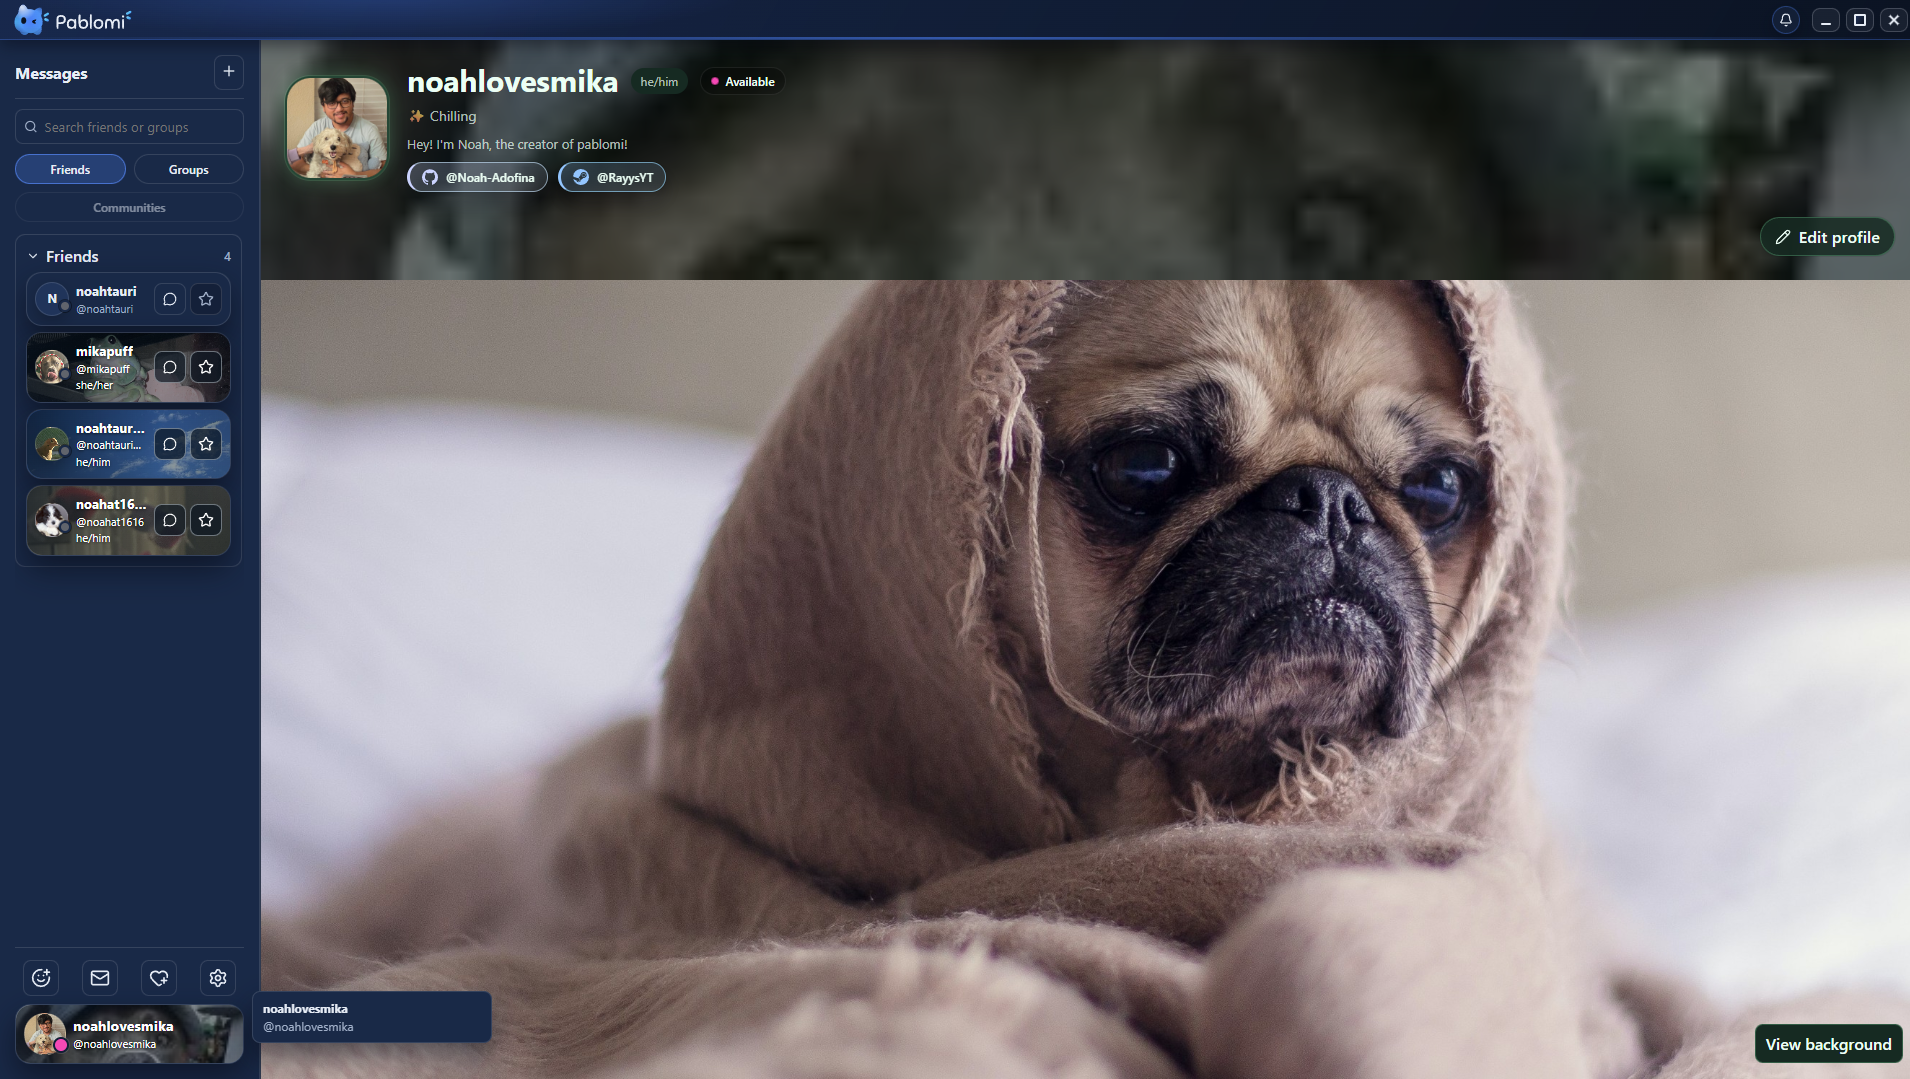 Pablomi
Messages
Search friends or groups
Friends
Groups
Communities
Friends
4
N
noahtauri
@noahtauri
mikapuff
@mikapuff
she/her
noahtaur...
@noahtauri...
he/him
noahat16...
@noahat1616
he/him
noahlovesmika
@noahlovesmika
noahlovesmika
he/him
Available
✨ Chilling
Hey! I'm Noah, the creator of pablomi!
@Noah-Adofina
@RayysYT
Edit profile
noahlovesmika
@noahlovesmika
View background